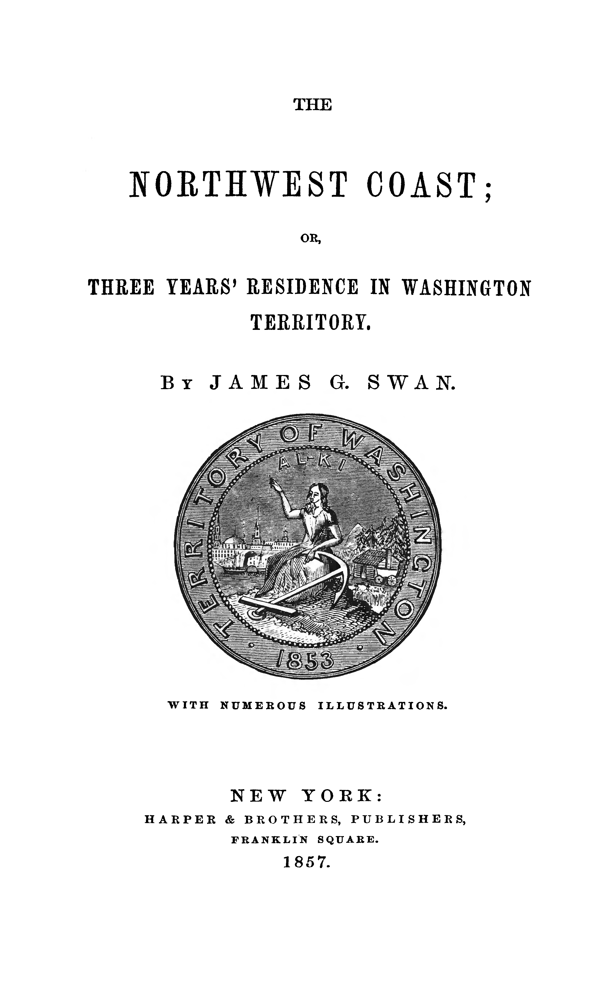 THE
NORTHWEST COAST;
OR,
THREE YEARS' RESIDENCE IN WASHINGTON
TERRITORY.
BY JAMES G. SWAN.
TERRITORY OF WASHINGTON
AL-KI
• 1853 •
WITH NUMEROUS ILLUSTRATIONS.
NEW YORK:
HARPER & BROTHERS, PUBLISHERS,
FRANKLIN SQUARE.
1857.